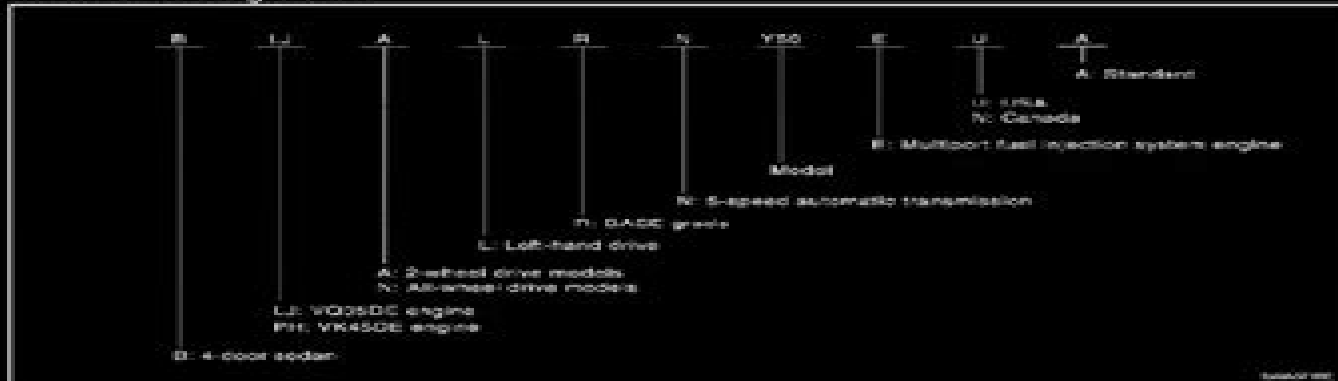 B LJ A L R N Y50 E U A
A: Standard
U: USA
N: Canada
E: Multiport fuel injection system engine
Model
N: 5-speed automatic transmission
R: BASE grade
L: Left-hand drive
A: 2-wheel drive models
N: All-wheel drive models
LJ: VQ35DE engine
PH: VK45DE engine
B: 4-door sedan